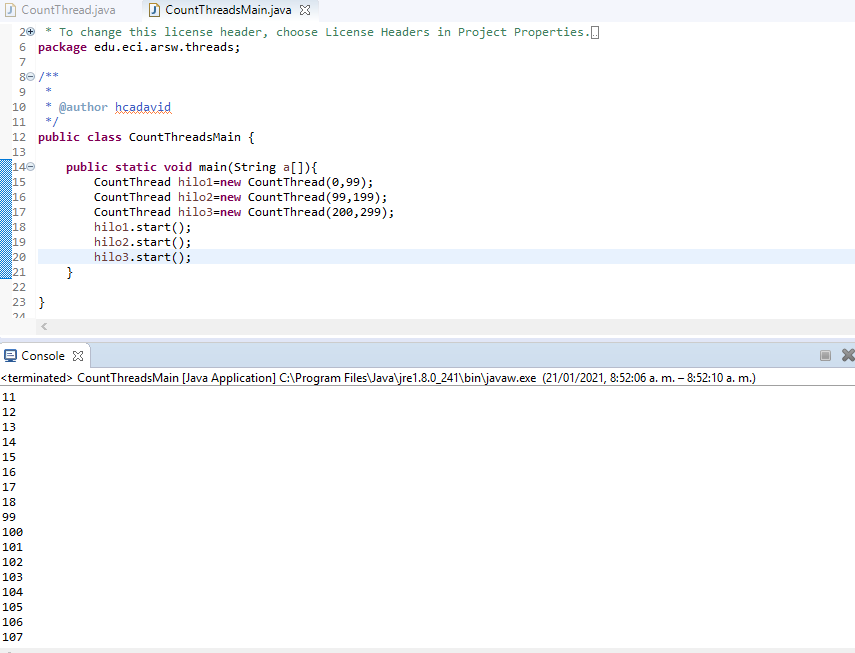 CountThread.java CountThreadsMain.java
2 * To change this license header, choose License Headers in Project Properties.
6 package edu.eci.arsw.threads;
7
8 /**
9 *
10 * @author hcadavid
11 */
12 public class CountThreadsMain {
13
14 public static void main(String a[]){
15 CountThread hilo1=new CountThread(0,99);
16 CountThread hilo2=new CountThread(99,199);
17 CountThread hilo3=new CountThread(200,299);
18 hilo1.start();
19 hilo2.start();
20 hilo3.start();
21 }
22
23 }
24
Console
<terminated> CountThreadsMain [Java Application] C:\Program Files\Java\jre1.8.0_241\bin\javaw.exe (21/01/2021, 8:52:06 a. m. – 8:52:10 a. m.)
11
12
13
14
15
16
17
18
99
100
101
102
103
104
105
106
107